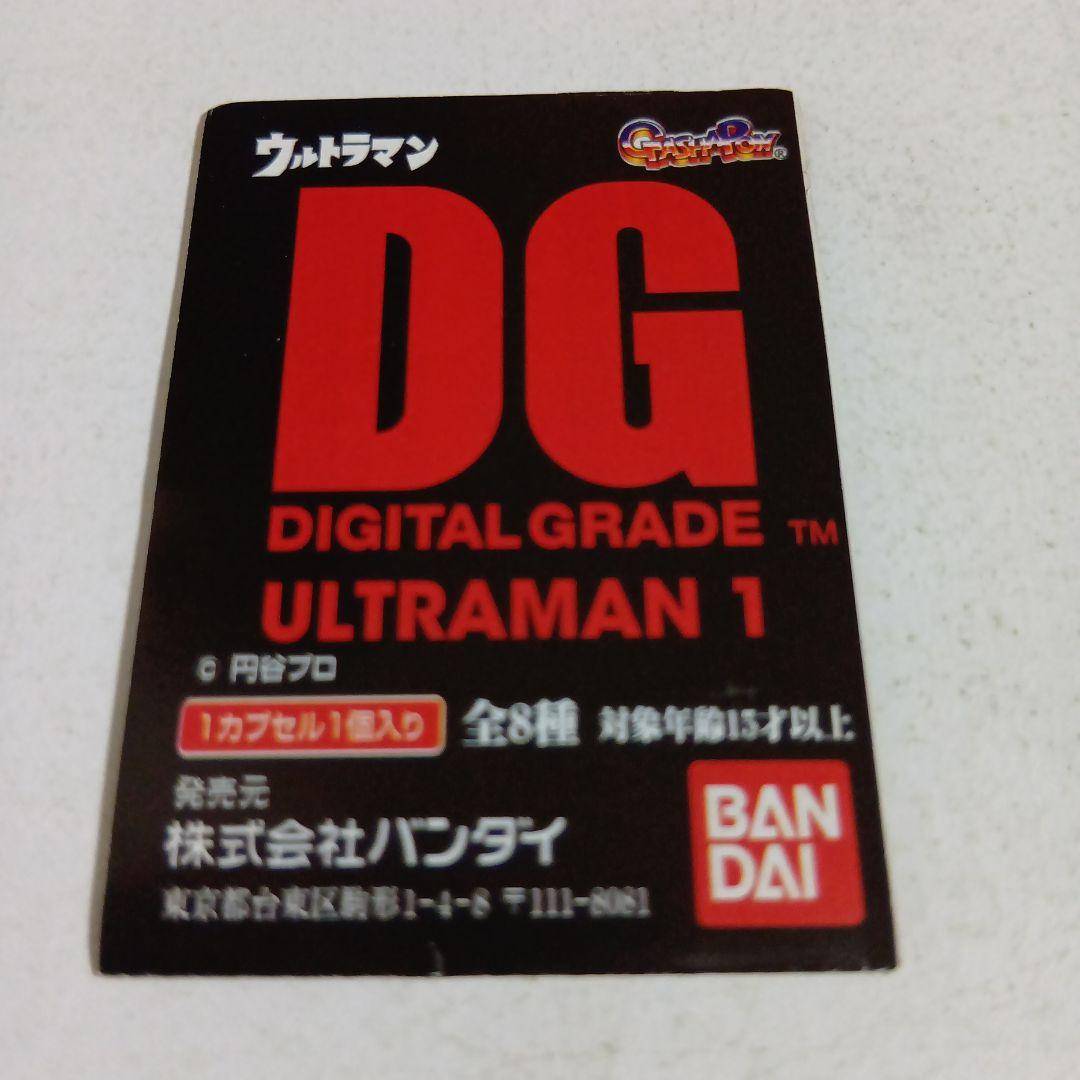 ウルトラマン GASHAPON®
DG
DIGITAL GRADE TM
ULTRAMAN 1
© 円谷プロ
1カプセル1個入り 全8種 対象年齢15才以上
発売元
株式会社バンダイ
東京都台東区駒形1-4-8 〒111-8081
BAN
DAI